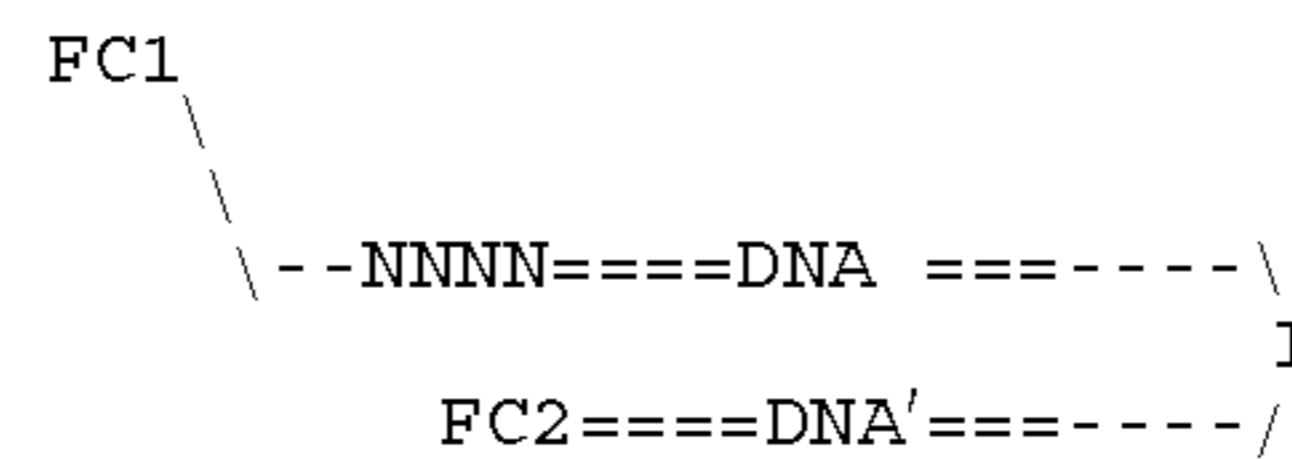 FC1
\
\
\--NNNN====DNA ===----\
FC2====DNA'===----/